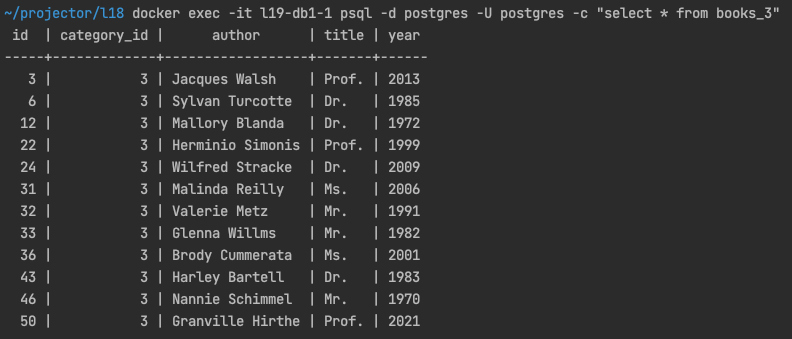 ~/projector/l18 docker exec -it l19-db1-1 psql -d postgres -U postgres -c "select * from books_3"
 id  | category_id |      author      | title | year
-----+-------------+------------------+-------+------
   3 |           3 | Jacques Walsh    | Prof. | 2013
   6 |           3 | Sylvan Turcotte  | Dr.   | 1985
  12 |           3 | Mallory Blanda   | Dr.   | 1972
  22 |           3 | Herminio Simonis | Prof. | 1999
  24 |           3 | Wilfred Stracke  | Dr.   | 2009
  31 |           3 | Malinda Reilly   | Ms.   | 2006
  32 |           3 | Valerie Metz     | Mr.   | 1991
  33 |           3 | Glenna Willms    | Mr.   | 1982
  36 |           3 | Brody Cummerata  | Ms.   | 2001
  43 |           3 | Harley Bartell   | Dr.   | 1983
  46 |           3 | Nannie Schimmel  | Mr.   | 1970
  50 |           3 | Granville Hirthe | Prof. | 2021